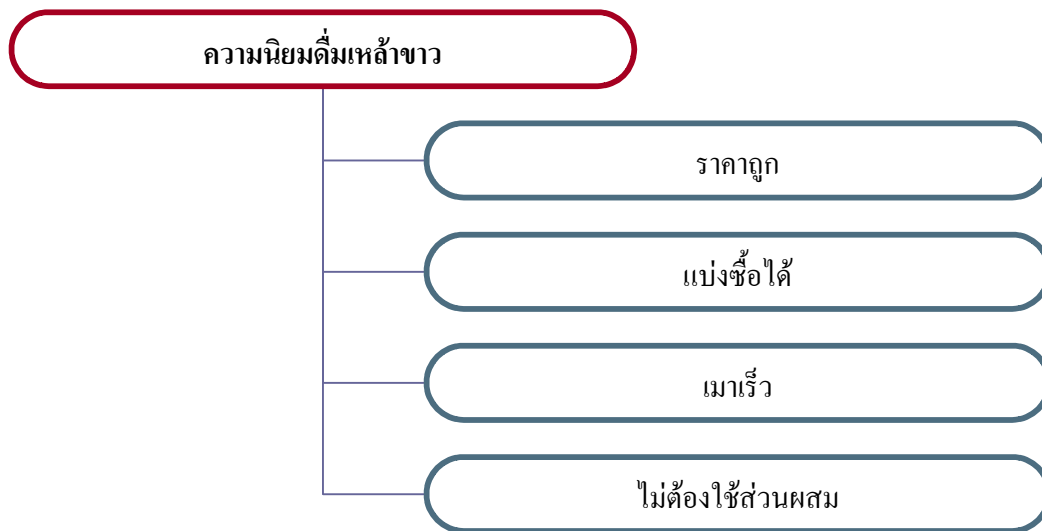 ความนิยมดื่มเหล้าขาว
ราคาถูก
แบ่งซื้อได้
เมาเร็ว
ไม่ต้องใช้ส่วนผสม